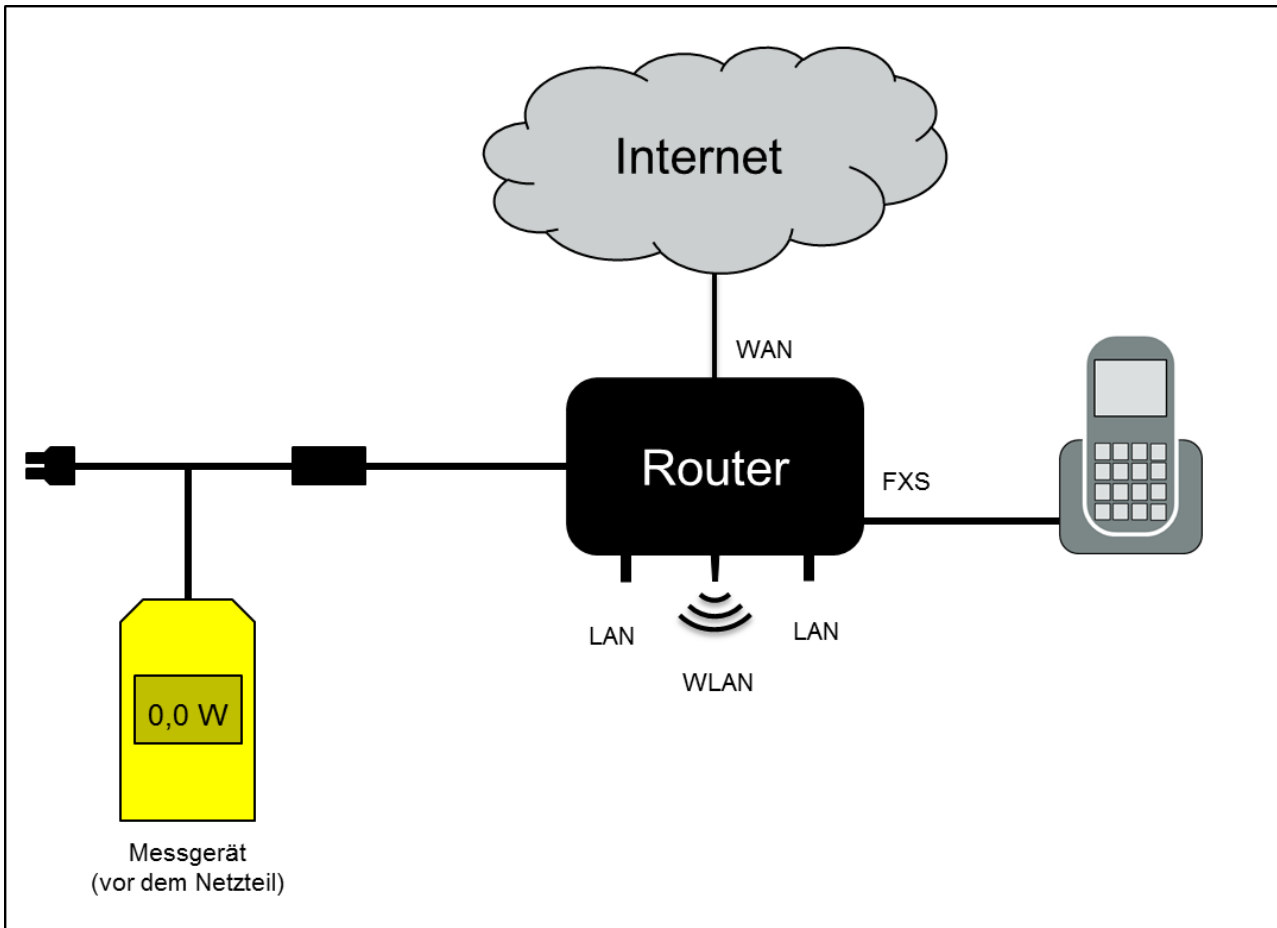 Internet
WAN
Router
FXS
LAN
LAN
WLAN
0,0 W
Messgerät
(vor dem Netzteil)